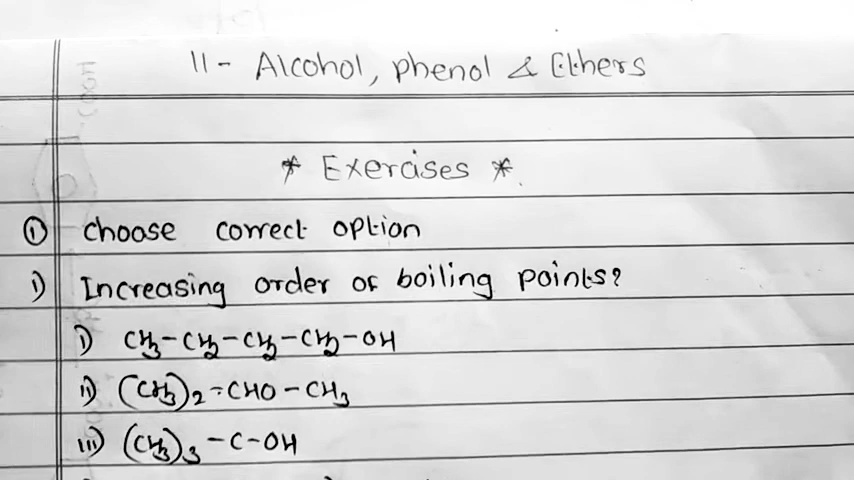 11 - Alcohol, phenol & Ethers
* Exercises *
① choose correct option
i) Increasing order of boiling points?
i) CH3-CH2-CH2-CH2-OH
ii) (CH3)2=CHO-CH3
iii) (CH3)3-C-OH